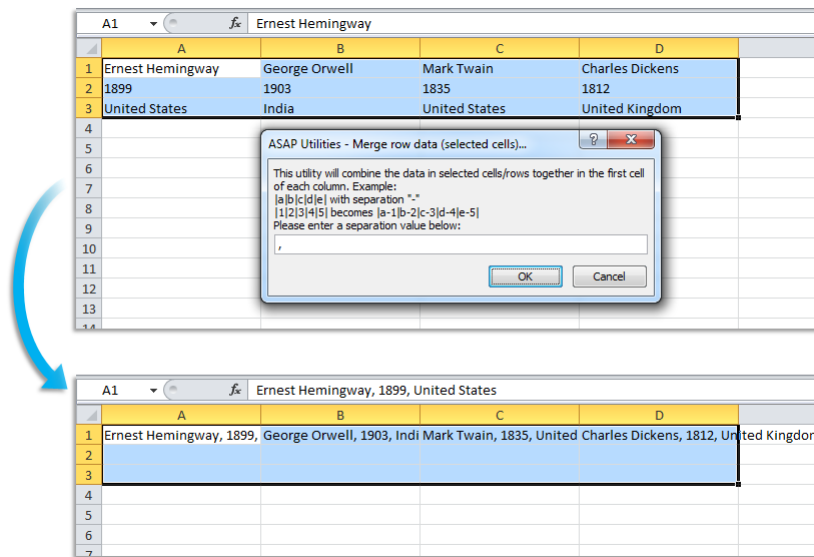 A1 fx Ernest Hemingway
A B C D
1 Ernest Hemingway George Orwell Mark Twain Charles Dickens
2 1899 1903 1835 1812
3 United States India United States United Kingdom
4
5
6
7
8
9
10
11
12
13
14
ASAP Utilities - Merge row data (selected cells)...
This utility will combine the data in selected cells/rows together in the first cell
of each column. Example:
|a|b|c|d|e| with separation "-"
|1|2|3|4|5| becomes |a-1|b-2|c-3|d-4|e-5|
Please enter a separation value below:
,
OK Cancel
A1 fx Ernest Hemingway, 1899, United States
A B C D
1 Ernest Hemingway, 1899, George Orwell, 1903, Indi Mark Twain, 1835, United Charles Dickens, 1812, United Kingdom
2
3
4
5
6
7